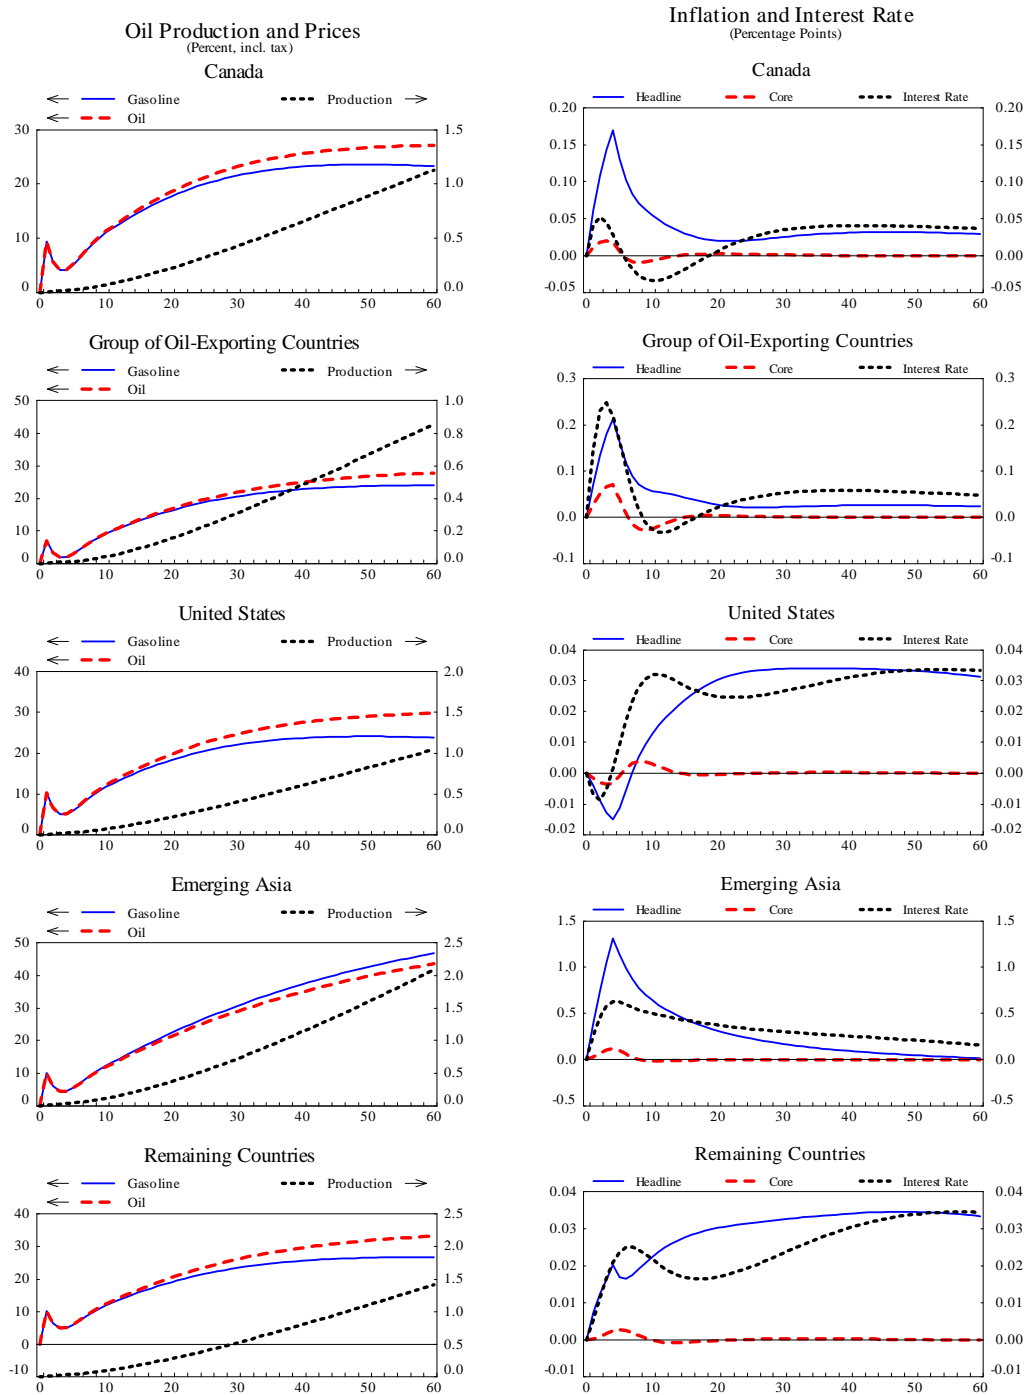 Oil Production and Prices
(Percent, incl. tax)
Canada
Gasoline Production
Oil
30 1.5
20 1.0
10 0.5
0 0.0
0 10 20 30 40 50 60
Group of Oil-Exporting Countries
Gasoline Production
Oil
50 1.0
40 0.8
30 0.6
20 0.4
10 0.2
0 0.0
0 10 20 30 40 50 60
United States
Gasoline Production
Oil
40 2.0
30 1.5
20 1.0
10 0.5
0 0.0
0 10 20 30 40 50 60
Emerging Asia
Gasoline Production
Oil
50 2.5
40 2.0
30 1.5
20 1.0
10 0.5
0 0.0
0 10 20 30 40 50 60
Remaining Countries
Gasoline Production
Oil
40 2.5
30 2.0
20 1.5
10 1.0
0 0.5
-10 0.0
0 10 20 30 40 50 60
Inflation and Interest Rate
(Percentage Points)
Canada
Headline Core Interest Rate
0.20 0.20
0.15 0.15
0.10 0.10
0.05 0.05
0.00 0.00
-0.05 -0.05
0 10 20 30 40 50 60
Group of Oil-Exporting Countries
Headline Core Interest Rate
0.3 0.3
0.2 0.2
0.1 0.1
0.0 0.0
-0.1 -0.1
0 10 20 30 40 50 60
United States
Headline Core Interest Rate
0.04 0.04
0.03 0.03
0.02 0.02
0.01 0.01
0.00 0.00
-0.01 -0.01
-0.02 -0.02
0 10 20 30 40 50 60
Emerging Asia
Headline Core Interest Rate
1.5 1.5
1.0 1.0
0.5 0.5
0.0 0.0
-0.5 -0.5
0 10 20 30 40 50 60
Remaining Countries
Headline Core Interest Rate
0.04 0.04
0.03 0.03
0.02 0.02
0.01 0.01
0.00 0.00
-0.01 -0.01
0 10 20 30 40 50 60